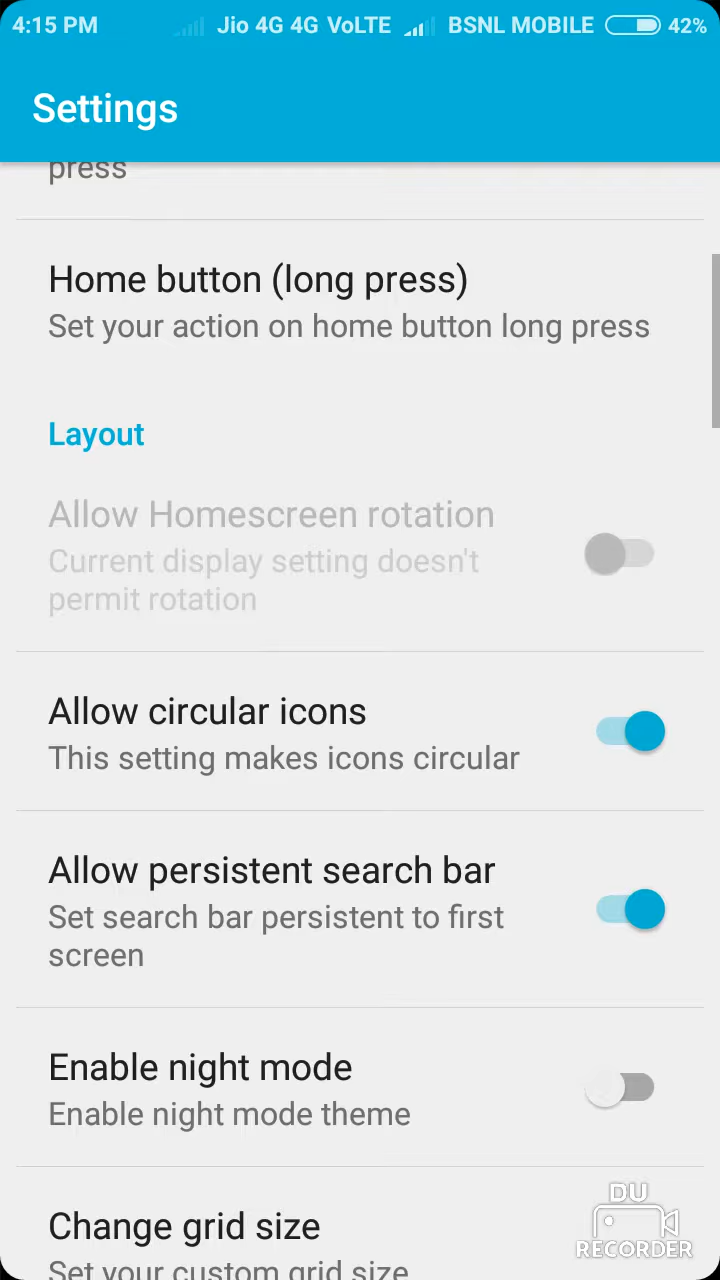 4:15 PM Jio 4G 4G VoLTE BSNL MOBILE 42%
Settings
press
Home button (long press)
Set your action on home button long press
Layout
Allow Homescreen rotation
Current display setting doesn't
permit rotation
Allow circular icons
This setting makes icons circular
Allow persistent search bar
Set search bar persistent to first
screen
Enable night mode
Enable night mode theme
Change grid size
Set your custom grid size
DU
RECORDER